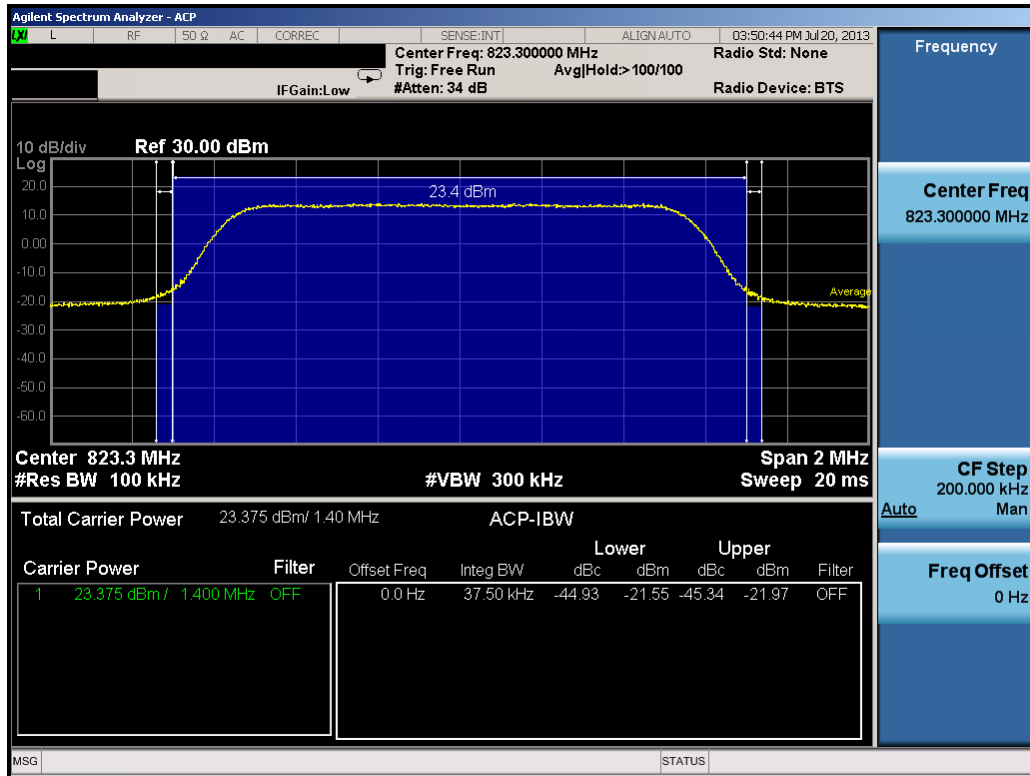 Agilent Spectrum Analyzer - ACP
LXI L RF 50 Ω AC CORREC SENSE:INT ALIGN AUTO 03:50:44 PM Jul 20, 2013
Center Freq: 823.300000 MHz Radio Std: None
Trig: Free Run Avg|Hold:> 100/100
IFGain:Low #Atten: 34 dB Radio Device: BTS
Frequency
10 dB/div Ref 30.00 dBm
Log
20.0
23.4 dBm
10.0
0.00
-10.0
-20.0
Average
-30.0
-40.0
-50.0
-60.0
Center Freq
823.300000 MHz
Center 823.3 MHz Span 2 MHz
#Res BW 100 kHz #VBW 300 kHz Sweep 20 ms
CF Step
200.000 kHz
Auto Man
Total Carrier Power 23.375 dBm/ 1.40 MHz ACP-IBW
Lower Upper
Carrier Power Filter Offset Freq Integ BW dBc dBm dBc dBm Filter
1 23.375 dBm / 1.400 MHz OFF 0.0 Hz 37.50 kHz -44.93 -21.55 -45.34 -21.97 OFF
Freq Offset
0 Hz
MSG STATUS